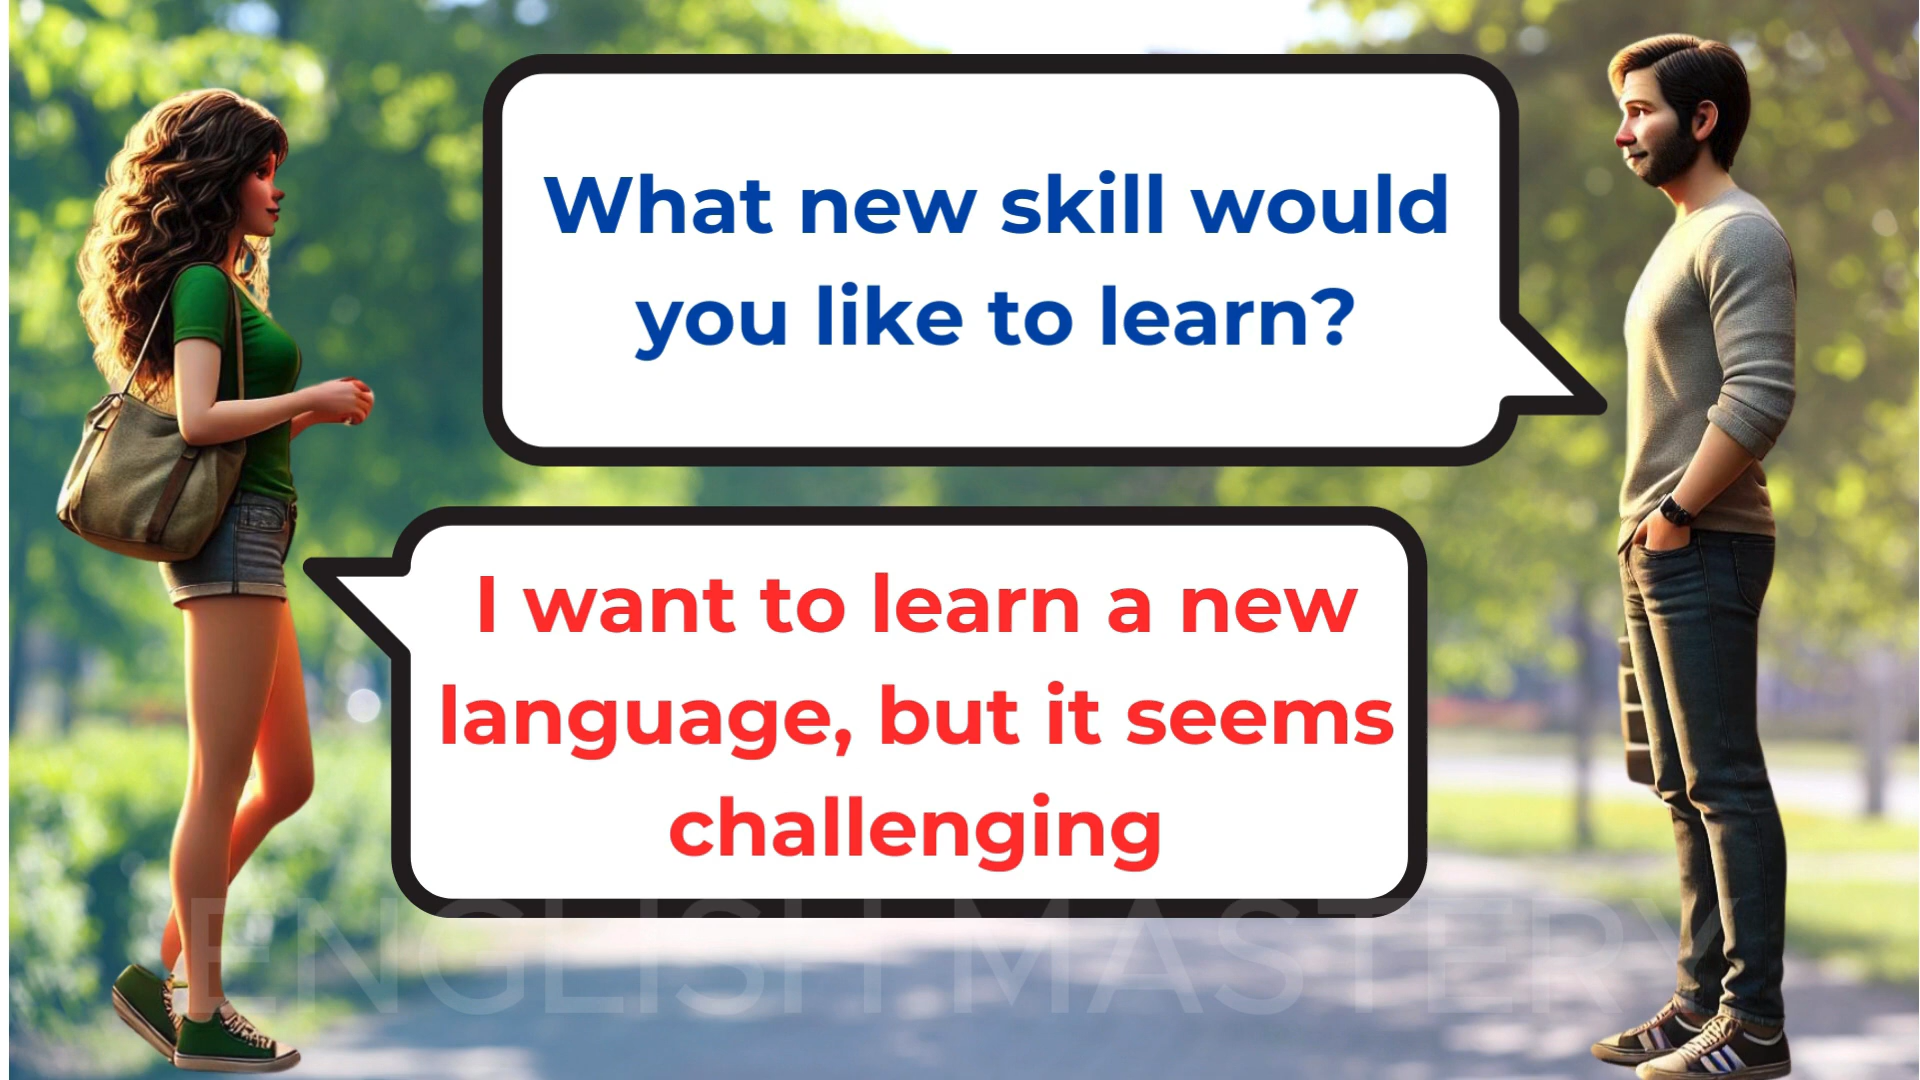 What new skill would
you like to learn?
I want to learn a new
language, but it seems
challenging
ENGLISH MASTERY